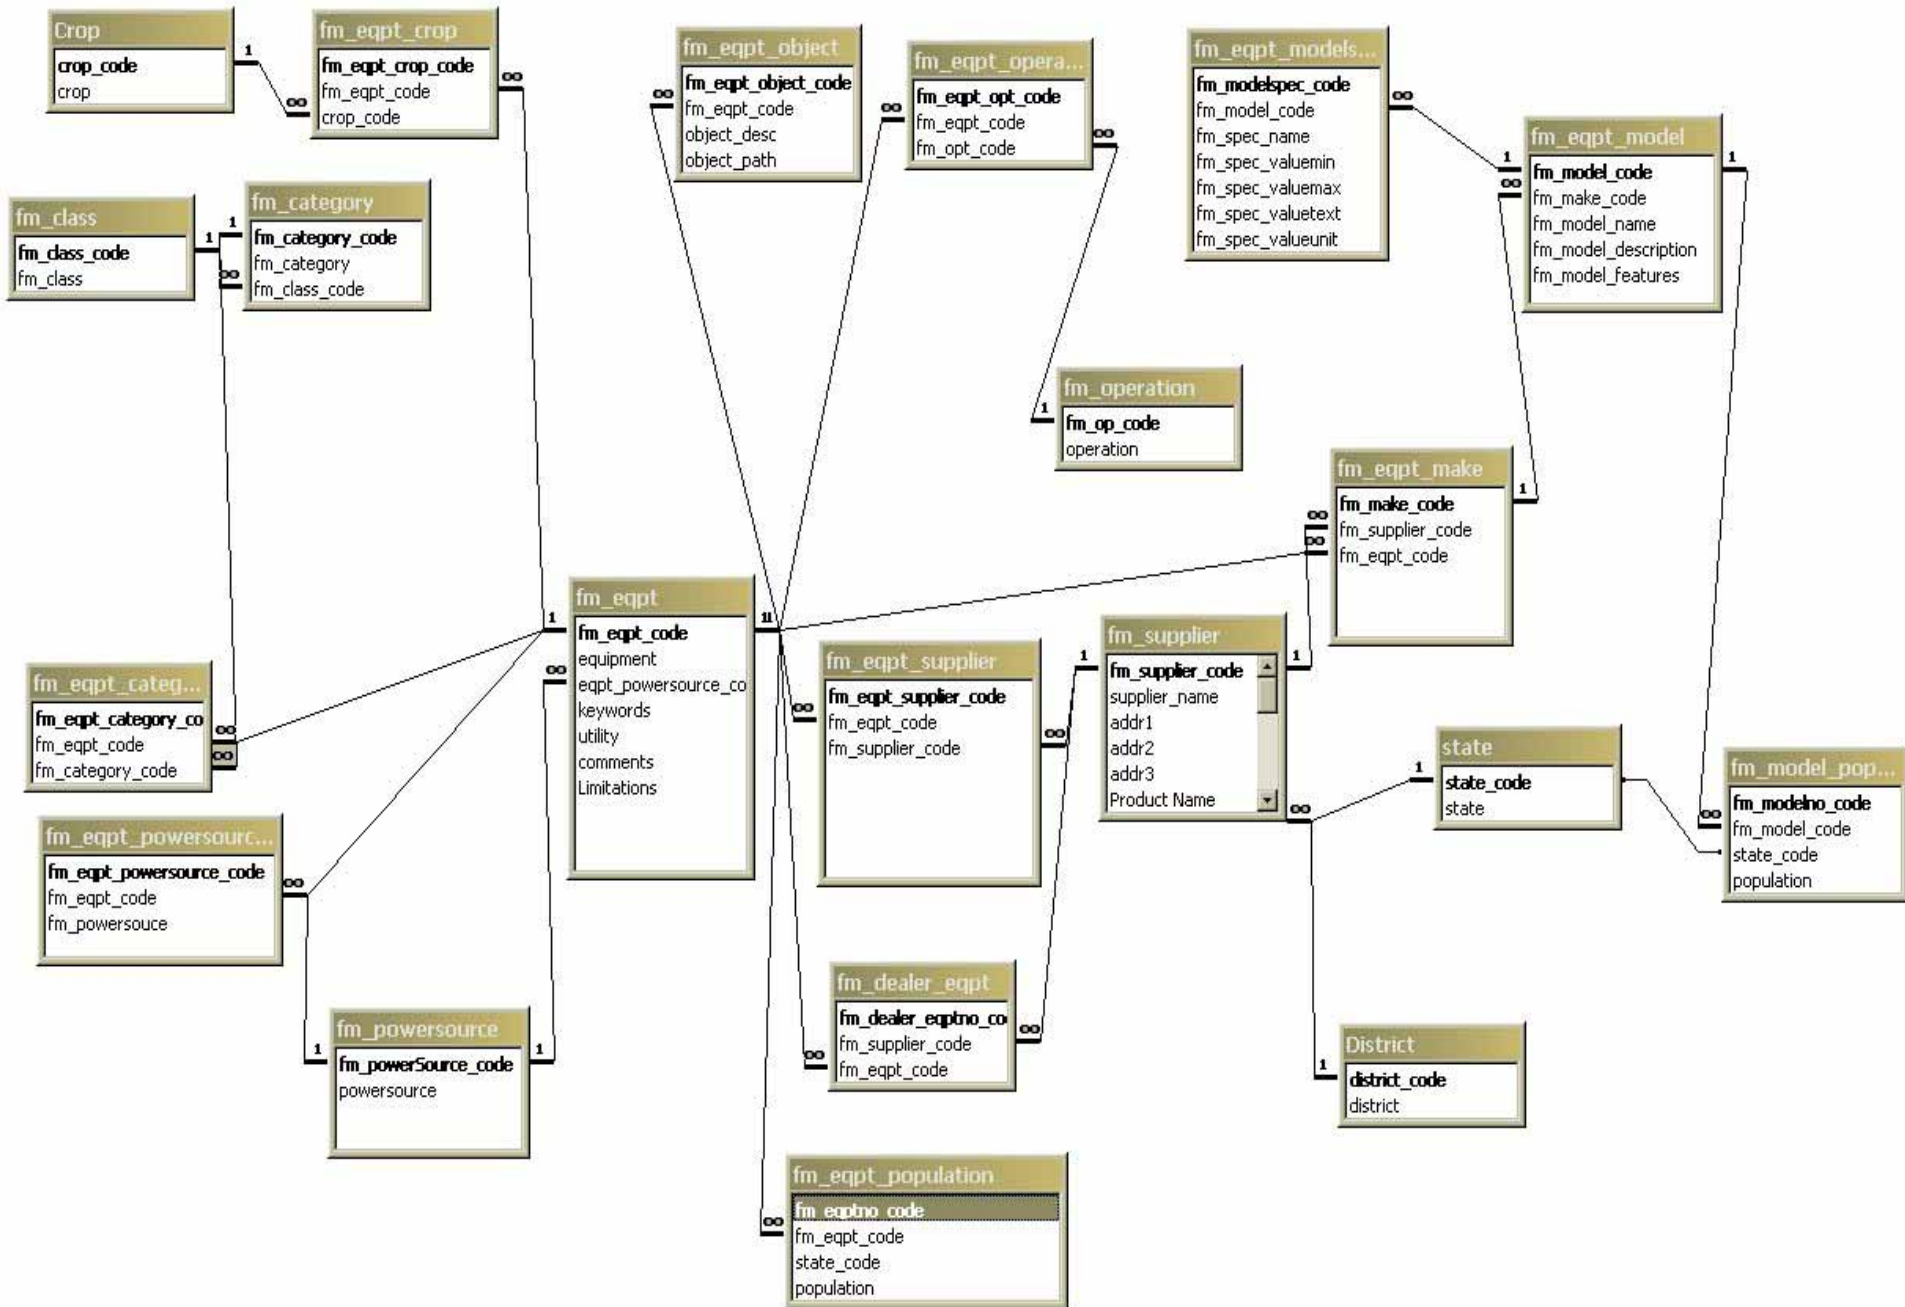 Crop
crop_code
crop
fm_eqpt_crop
fm_eqpt_crop_code
fm_eqpt_code
crop_code
fm_eqpt_object
fm_eqpt_object_code
fm_eqpt_code
object_desc
object_path
fm_eqpt_opera...
fm_eqpt_opt_code
fm_eqpt_code
fm_opt_code
fm_eqpt_models...
fm_modelspec_code
fm_model_code
fm_spec_name
fm_spec_valuemin
fm_spec_valuemax
fm_spec_valuetext
fm_spec_valueunit
fm_eqpt_model
fm_model_code
fm_make_code
fm_model_name
fm_model_description
fm_model_features
fm_class
fm_class_code
fm_class
fm_category
fm_category_code
fm_category
fm_class_code
fm_operation
fm_op_code
operation
fm_eqpt_make
fm_make_code
fm_supplier_code
fm_eqpt_code
fm_eqpt
fm_eqpt_code
equipment
eqpt_powersource_co
keywords
utility
comments
Limitations
fm_eqpt_supplier
fm_eqpt_supplier_code
fm_eqpt_code
fm_supplier_code
fm_supplier
fm_supplier_code
supplier_name
addr1
addr2
addr3
Product Name
fm_eqpt_categ...
fm_eqpt_category_co
fm_eqpt_code
fm_category_code
state
state_code
state
fm_model_pop...
fm_modelno_code
fm_model_code
state_code
population
fm_eqpt_powersourc...
fm_eqpt_powersource_code
fm_eqpt_code
fm_powersouce
fm_powersource
fm_powerSource_code
powersource
fm_dealer_eqpt
fm_dealer_eqptno_co
fm_supplier_code
fm_eqpt_code
District
district_code
district
fm_eqpt_population
fm_eqptno_code
fm_eqpt_code
state_code
population